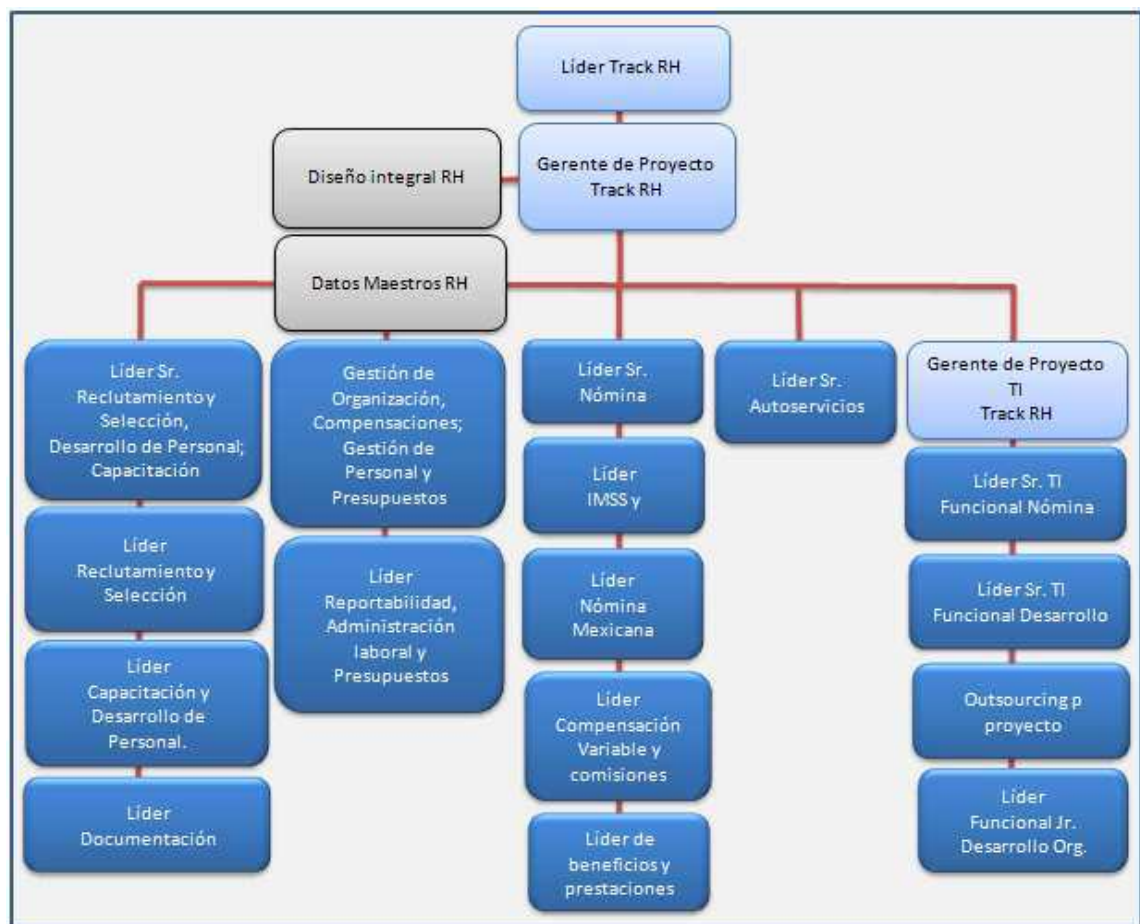 Líder Track RH
Gerente de Proyecto
Track RH
Diseño integral RH
Datos Maestros RH
Líder Sr.
Reclutamiento y
Selección,
Desarrollo de Personal;
Capacitación
Líder
Reclutamiento y
Selección
Líder
Capacitación y
Desarrollo de
Personal.
Líder
Documentación
Gestión de
Organización,
Compensaciones;
Gestión de
Personal y
Presupuestos
Líder
Reportabilidad,
Administración
laboral y
Presupuestos
Líder Sr.
Nómina
Líder
IMSS y
Líder
Nómina
Mexicana
Líder
Compensación
Variable y
comisiones
Líder de
beneficios y
prestaciones
Líder Sr.
Autoservicios
Gerente de Proyecto
TI
Track RH
Líder Sr. TI
Funcional Nómina
Líder Sr. TI
Funcional Desarrollo
Outsourcing p
proyecto
Líder
Funcional Jr.
Desarrollo Org.